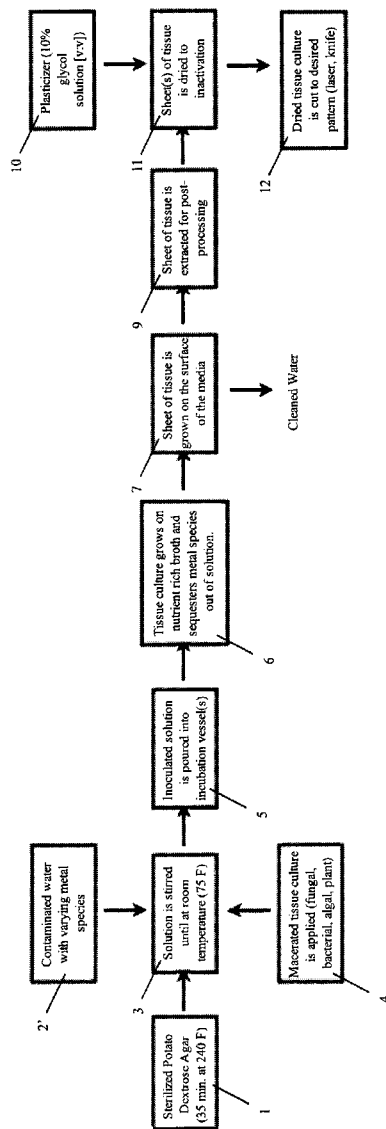 1
Sterilized Potato
Dextrose Agar
(35 min. at 240 F)
2'
Contaminated water
with varying metal
species
3
Solution is stirred
until at room
temperature (75 F)
4
Macerated tissue culture
is applied (fungal,
bacterial, algal, plant)
5
Inoculated solution
is poured into
incubation vessel(s)
6
Tissue culture grows on
nutrient rich broth and
sequesters metal species
out of solution.
7
Sheet of tissue is
grown on the surface
of the media
Cleaned Water
9
Sheet of tissue is
extracted for post-
processing
10
Plasticizer (10%
glycol
solution [v:v])
11
Sheet(s) of tissue
is dried to
inactivation
12
Dried tissue culture
is cut to desired
pattern (laser, knife)